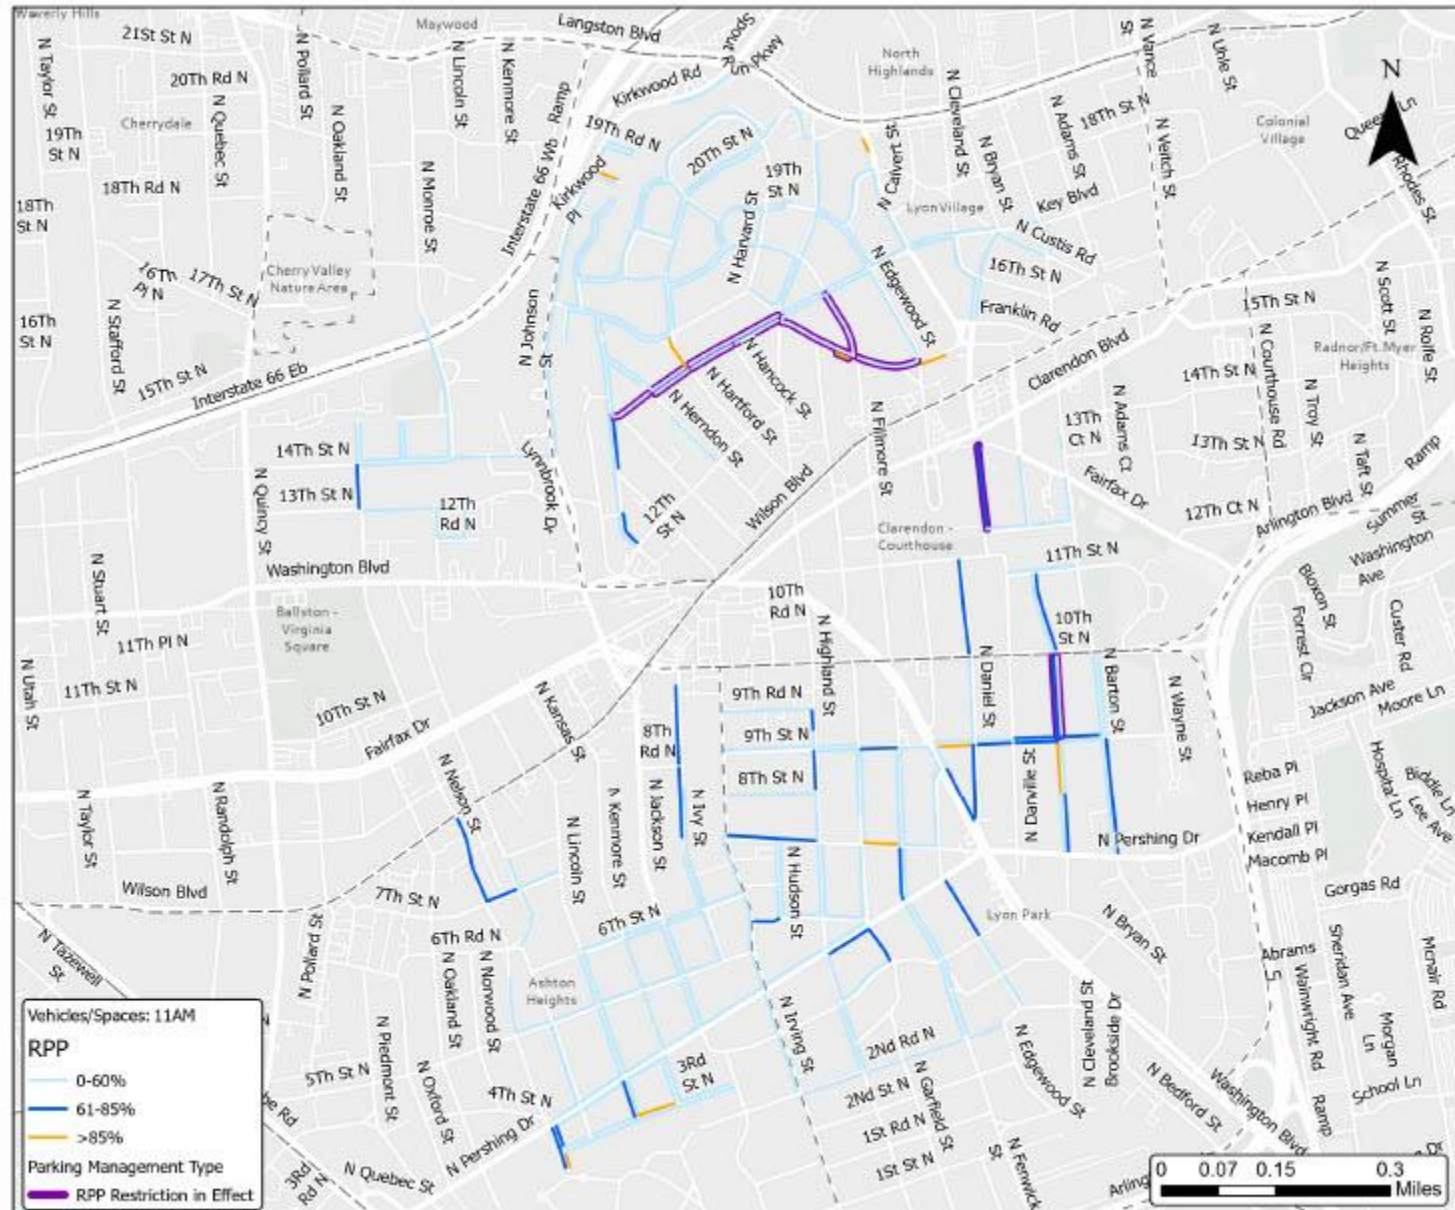 Waverly Hills
Maywood
Langston Blvd
Sprout
Rd
Ln Pkwy
North
Highlands
N Vance
St
N Uhle St
N
N Taylor St
21St St N
20Th Rd N
N Pollard St
N Lincoln St
N Kenmore St
Ramp
Kirkwood Rd
N Cleveland St
N Adams St
18Th St N
Colonial
Village
Cherrydale
N Quebec St
N Oakland St
19Th
St N
19Th Rd N
20Th St N
N Calvert St
N Bryan St
N Veitch St
Rhodes St
18Th Rd N
18Th
St N
N Monroe St
Interstate 66 Wb
Kirkwood
Pl
19Th
St N
Lyon Village
Key Blvd
N Custis Rd
16Th
Pl N
17Th St N
Cherry Valley
Nature Area
N Harvard St
N Edgewood St
16Th St N
N Scott St
16Th
St N
N Stafford St
N Johnson
St
Franklin Rd
15Th St N
N Rolfe St
15Th St N
Interstate 66 Eb
N Hancock St
N Hartford St
N Herndon St
Clarendon Blvd
N Courthouse Rd
Radnor/Ft.Myer
Heights
14Th St N
N Adams Ct
N Troy St
14Th St N
N Quincy St
Lynnbrook Dr
N Fillmore St
13Th
Ct N
13Th St N
N Taft St
Ramp
13Th St N
12Th
Rd N
12Th
St N
Wilson Blvd
Fairfax Dr
12Th Ct N
Arlington Blvd
Summer
St
Clarendon -
Courthouse
11Th St N
Washington
Ave
N Stuart St
Washington Blvd
Ballston -
Virginia
Square
10Th
Rd N
10Th
St N
Bloxon St
Forrest Cir
Custer Rd
11Th Pl N
N Highland St
N Utah St
11Th St N
10Th St N
N Kansas St
9Th Rd N
N Daniel St
N Barton St
N Wayne St
Jackson Ave
Moore Ln
Fairfax Dr
8Th
Rd N
9Th St N
8Th St N
N Nelson St
N Darville St
Reba Pl
Hospital Ln
Biddle Ln
Lee Ave
N Taylor St
N Randolph St
N Lincoln St
N Kenmore St
N Jackson St
N Ivy St
Henry Pl
N Pershing Dr
Kendall Pl
Macomb Pl
Wilson Blvd
N Hudson St
Gorgas Rd
7Th St N
6Th St N
Lyon Park
N Bryan St
N Tazewell
St
N Pollard St
6Th Rd N
N Oakland St
N Norwood St
Ashton
Heights
Abrams
Ln
Sheridan Ave
Wainwright Rd
Mcnair Rd
N Irving St
N Cleveland St
Brookside Dr
N Piedmont St
N Oxford St
2Nd Rd N
N Edgewood St
Morgan
Ln
5Th St N
3Rd
St N
2Nd St N
N Garfield St
N Bedford St
Washington Blvd
School Ln
4Th St N
N Pershing Dr
1St Rd N
1St St N
N Fenwick
St
Ramp
N Quebec St
3Rd
Rd N
Vehicles/Spaces: 11AM
RPP
0-60%
61-85%
>85%
Parking Management Type
RPP Restriction in Effect
0 0.07 0.15 0.3
Miles